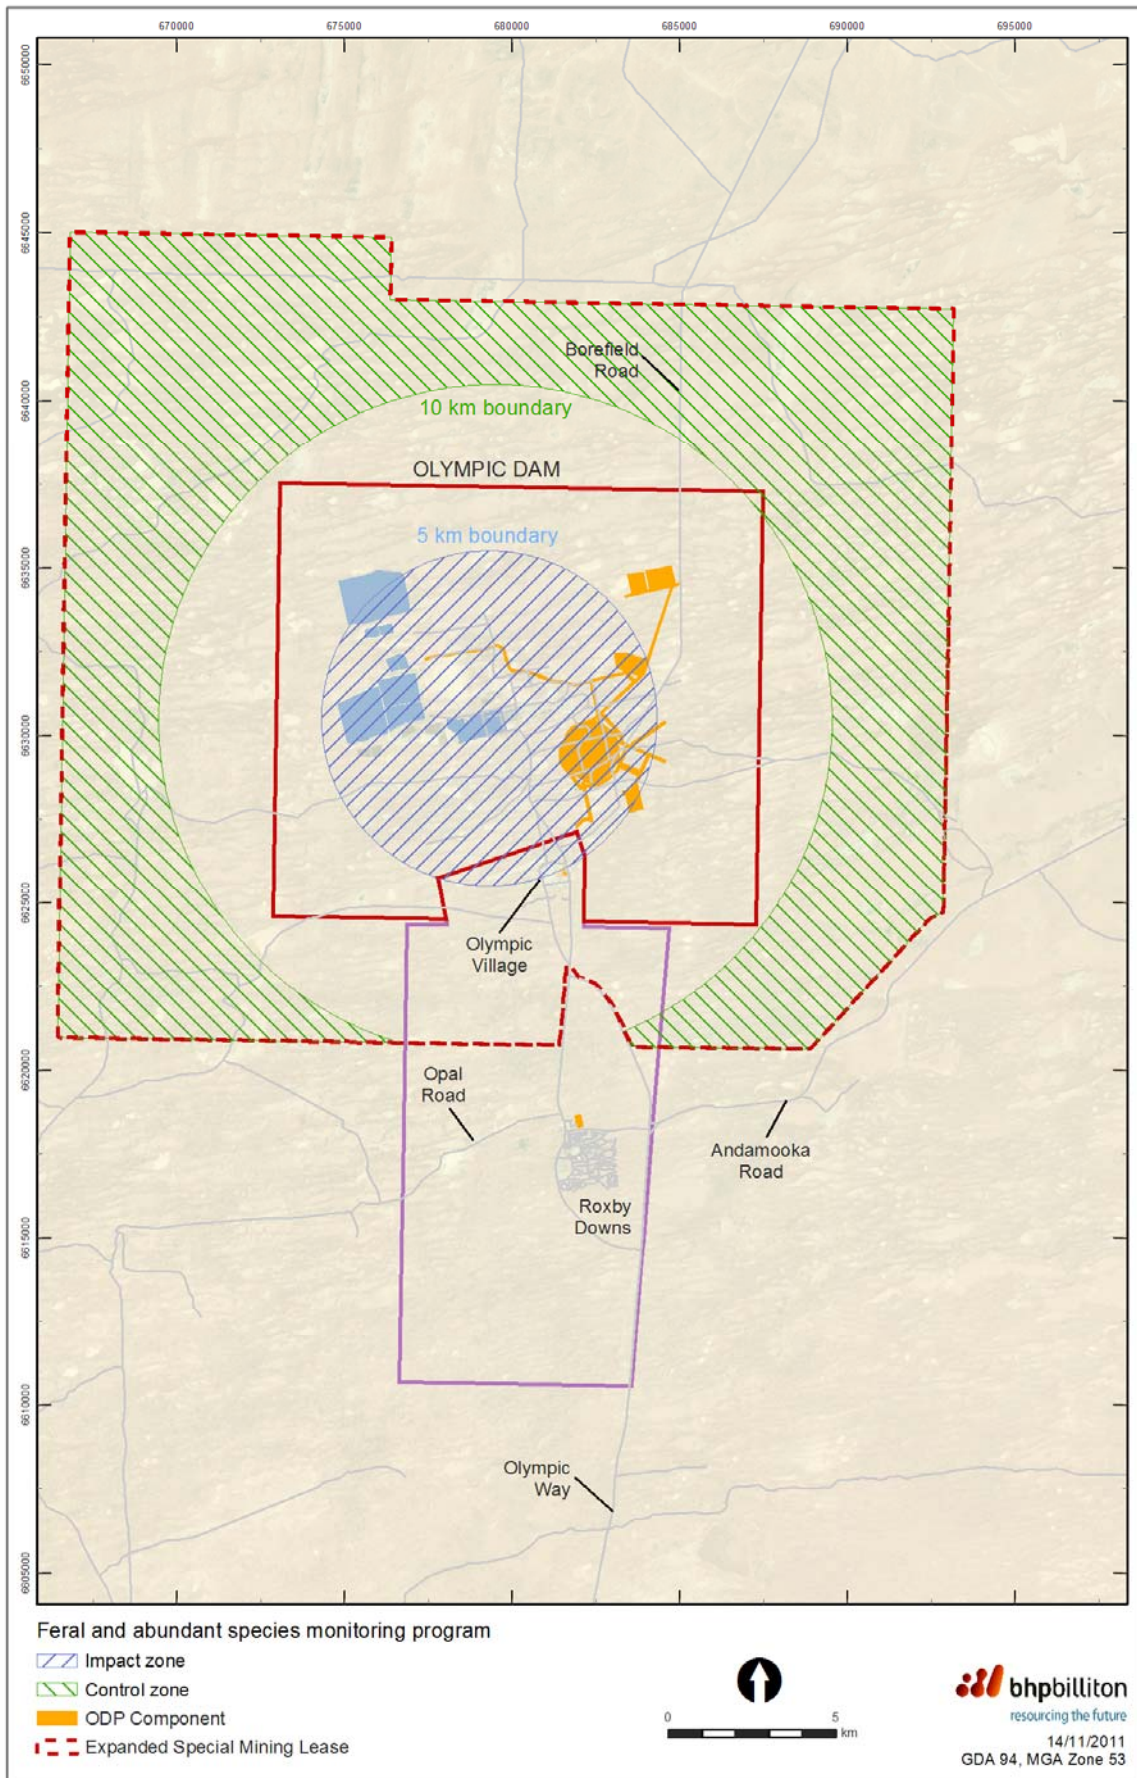 670000
675000
680000
685000
690000
695000
6650000
6645000
6640000
6635000
6630000
6625000
6620000
6615000
6610000
6605000
Borefield
Road
10 km boundary
OLYMPIC DAM
5 km boundary
Olympic
Village
Opal
Road
Andamooka
Road
Roxby
Downs
Olympic
Way
Feral and abundant species monitoring program
Impact zone
Control zone
ODP Component
Expanded Special Mining Lease
0 5
km
bhpbilliton
resourcing the future
14/11/2011
GDA 94, MGA Zone 53